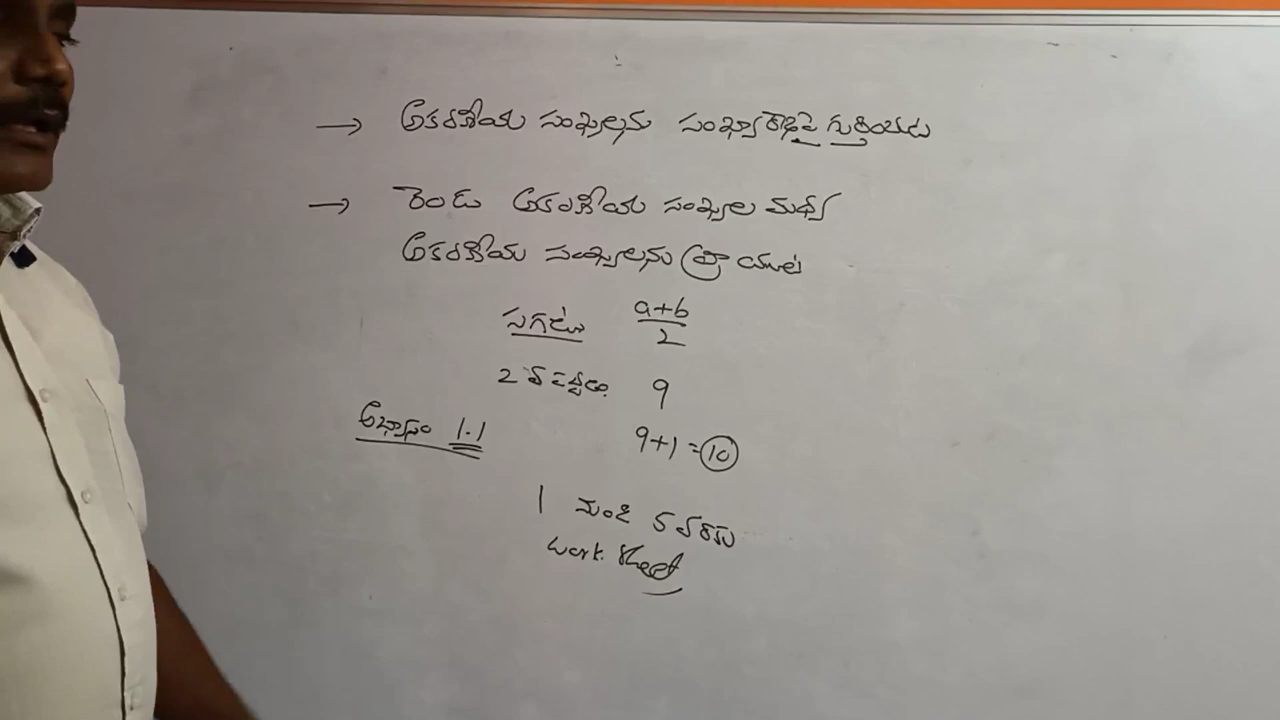 → అకరణీయ సంఖ్యలను సంఖ్యారేఖపై గుర్తించుట
→ రెండు అకరణీయ సంఖ్యల మధ్య
అకరణీయ సంఖ్యలను వ్రాయుట
సగటు a+b/2
2 వ పద్ధతి 9
అభ్యాసం 1.1
9+1 = 10
1 నుండి 5 వరకు
work sheet